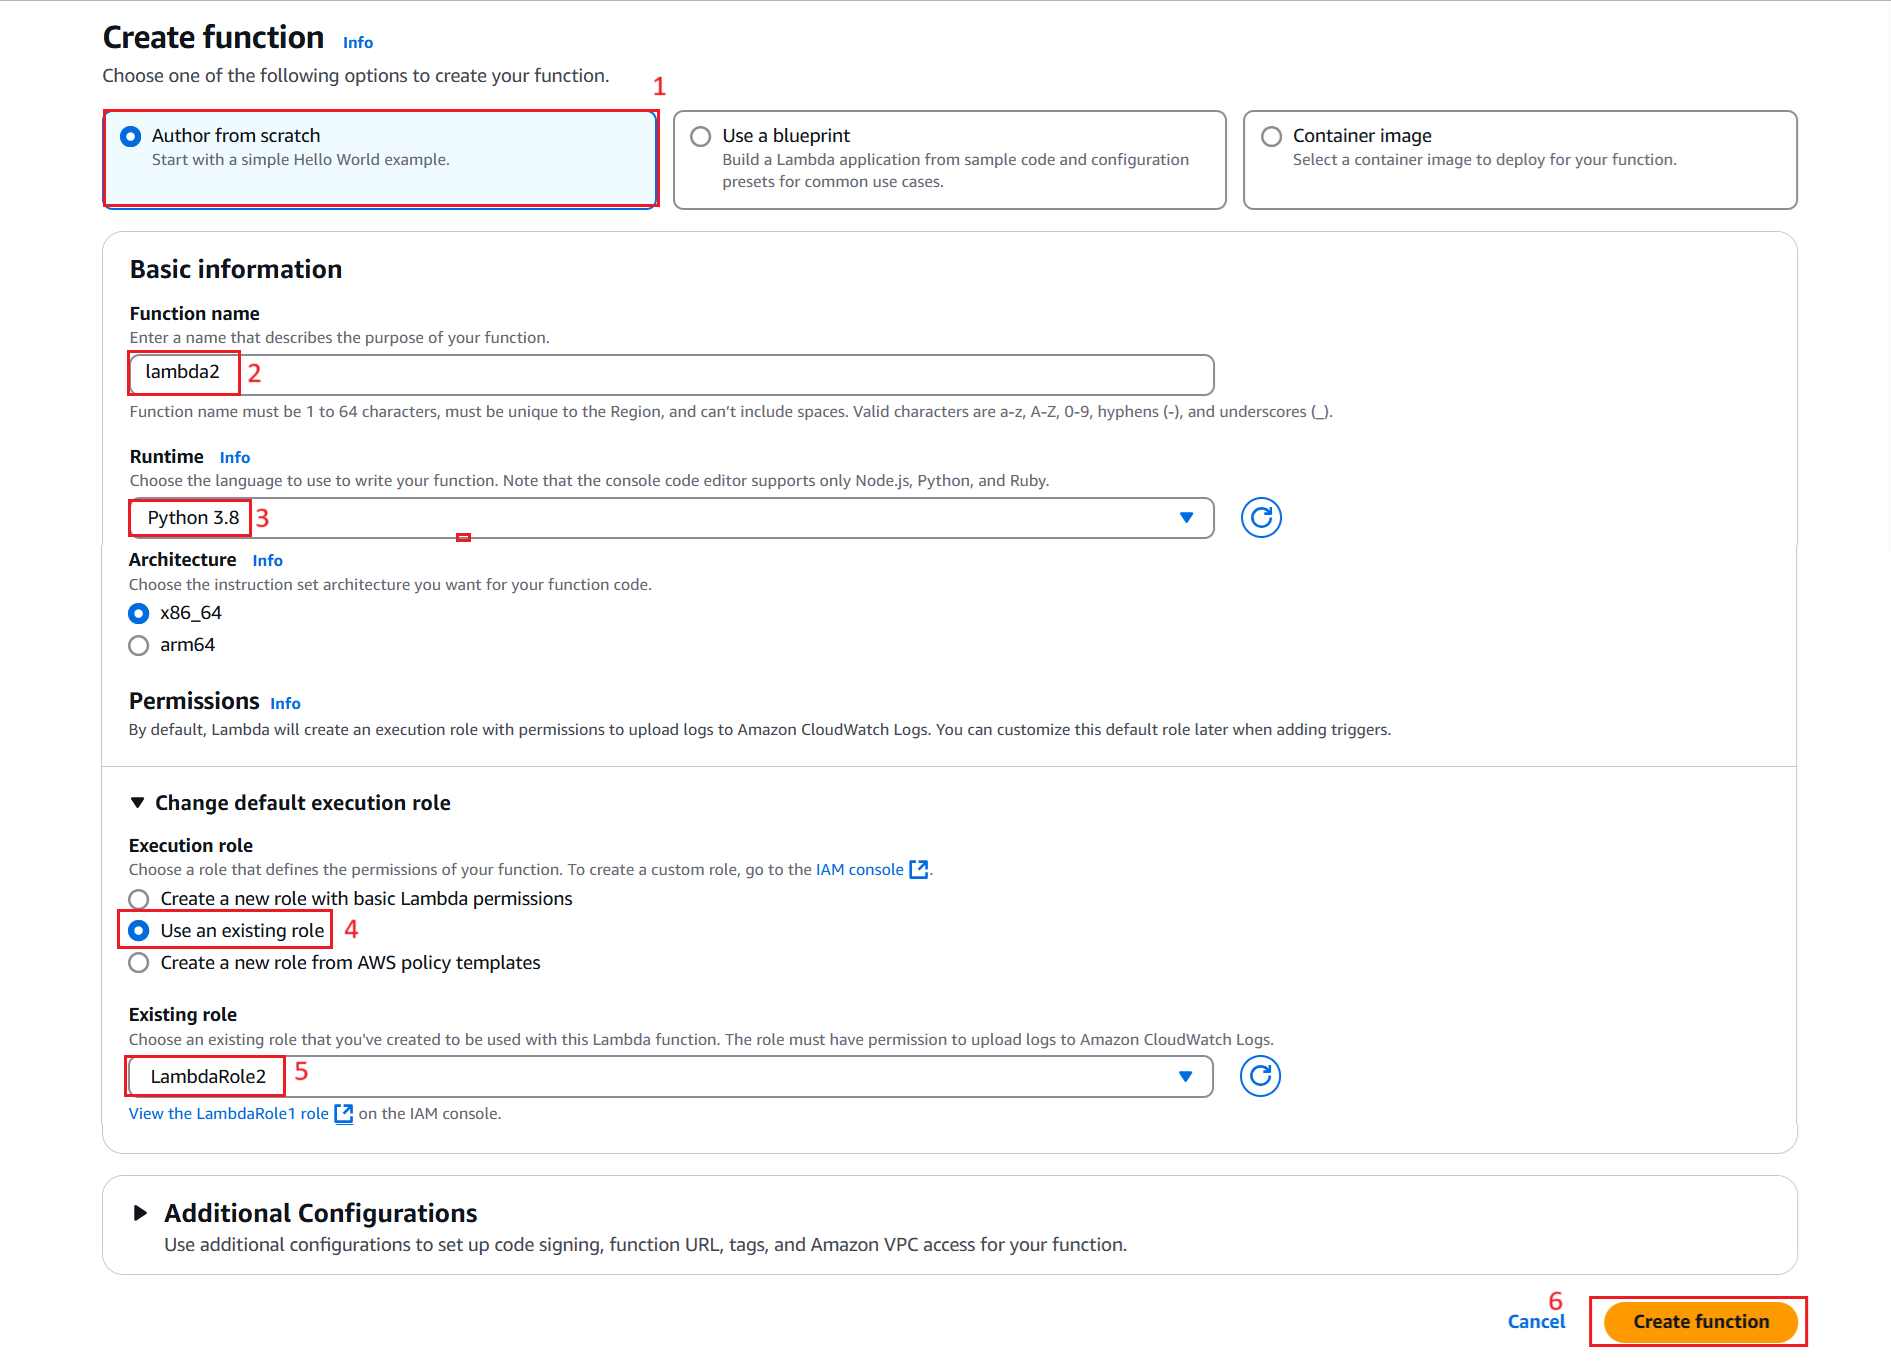 Create function Info
Choose one of the following options to create your function.
1
Author from scratch
Start with a simple Hello World example.
Use a blueprint
Build a Lambda application from sample code and configuration
presets for common use cases.
Container image
Select a container image to deploy for your function.
Basic information
Function name
Enter a name that describes the purpose of your function.
lambda2 2
Function name must be 1 to 64 characters, must be unique to the Region, and can’t include spaces. Valid characters are a-z, A-Z, 0-9, hyphens (-), and underscores (_).
Runtime Info
Choose the language to use to write your function. Note that the console code editor supports only Node.js, Python, and Ruby.
Python 3.8 3
Architecture Info
Choose the instruction set architecture you want for your function code.
x86_64
arm64
Permissions Info
By default, Lambda will create an execution role with permissions to upload logs to Amazon CloudWatch Logs. You can customize this default role later when adding triggers.
Change default execution role
Execution role
Choose a role that defines the permissions of your function. To create a custom role, go to the IAM console.
Create a new role with basic Lambda permissions
Use an existing role 4
Create a new role from AWS policy templates
Existing role
Choose an existing role that you've created to be used with this Lambda function. The role must have permission to upload logs to Amazon CloudWatch Logs.
LambdaRole2 5
View the LambdaRole1 role on the IAM console.
Additional Configurations
Use additional configurations to set up code signing, function URL, tags, and Amazon VPC access for your function.
6
Cancel Create function